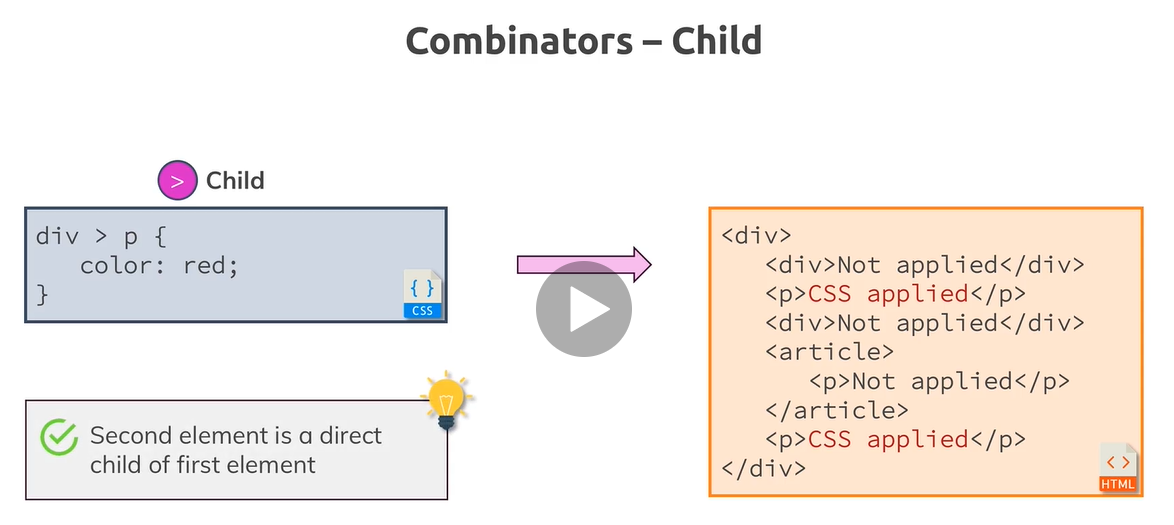 Combinators – Child
> Child
div > p {
color: red;
}
{ }
CSS
Second element is a direct
child of first element
<div>
<div>Not applied</div>
<p>CSS applied</p>
<div>Not applied</div>
<article>
<p>Not applied</p>
</article>
<p>CSS applied</p>
</div>
< >
HTML